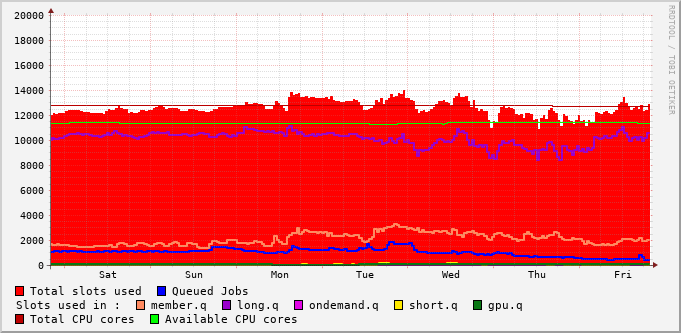 20000
18000
16000
14000
12000
10000
8000
6000
4000
2000
0
Sat Sun Mon Tue Wed Thu Fri
RRDTOOL / TOBI OETIKER
Total slots used Queued Jobs
Slots used in : member.q long.q ondemand.q short.q gpu.q
Total CPU cores Available CPU cores